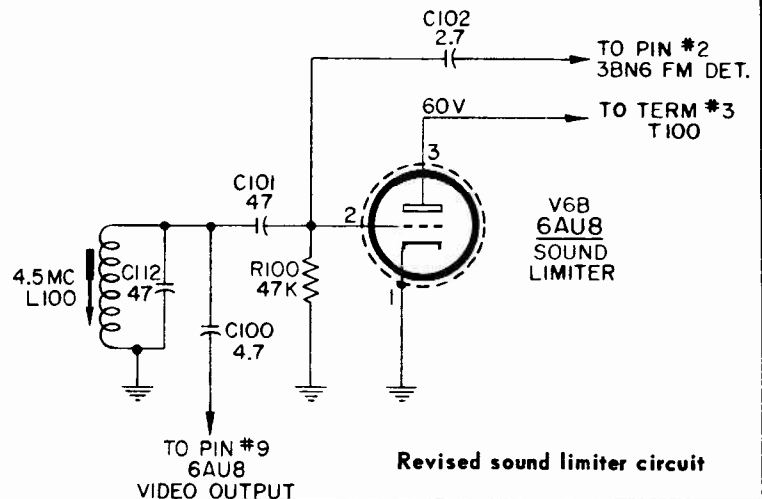 C102
2.7
TO PIN #2
3BN6 FM DET.
60V
TO TERM #3
T100
3
C101
47
2
V6B
6AU8
SOUND
LIMITER
4.5 MC
L100
C112
47
R100
47K
1
C100
4.7
TO PIN #9
6AU8
VIDEO OUTPUT
Revised sound limiter circuit